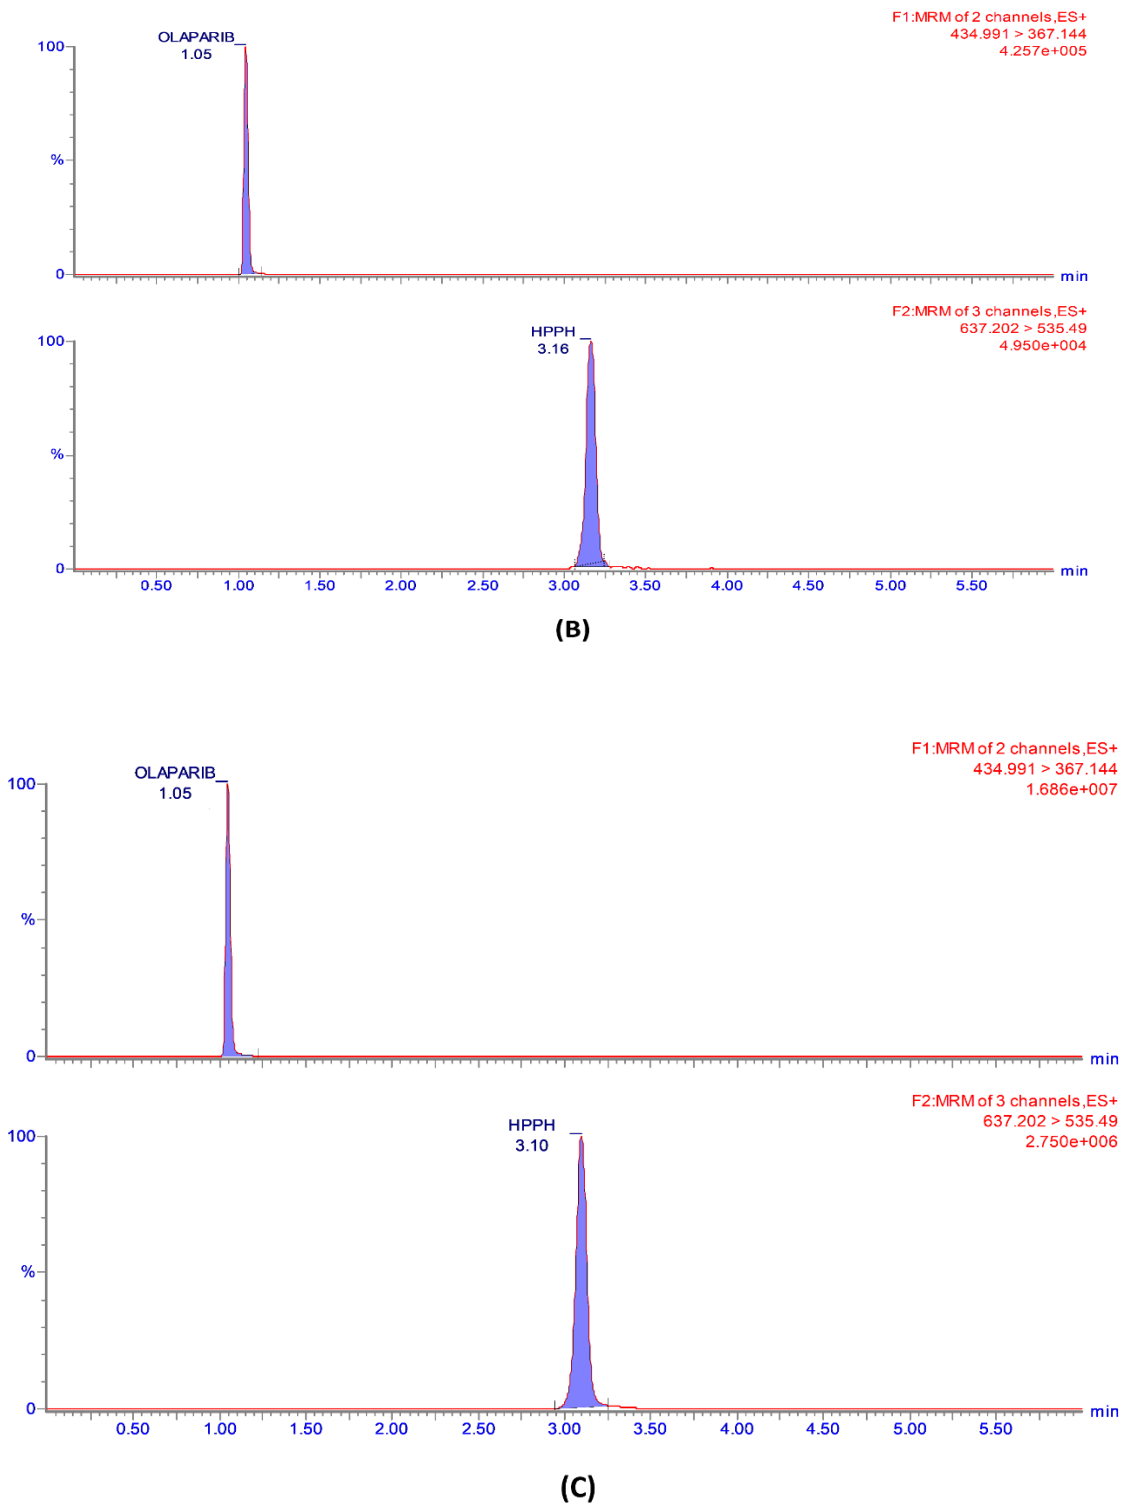 F1:MRM of 2 channels,ES+
434.991 > 367.144
4.257e+005
OLAPARIB
1.05
100
%
0
min
F2:MRM of 3 channels,ES+
637.202 > 535.49
4.950e+004
HPPH
3.16
100
%
0
min
0.50 1.00 1.50 2.00 2.50 3.00 3.50 4.00 4.50 5.00 5.50
(B)
F1:MRM of 2 channels,ES+
434.991 > 367.144
1.686e+007
OLAPARIB
1.05
100
%
0
min
F2:MRM of 3 channels,ES+
637.202 > 535.49
2.750e+006
HPPH
3.10
100
%
0
min
0.50 1.00 1.50 2.00 2.50 3.00 3.50 4.00 4.50 5.00 5.50
(C)